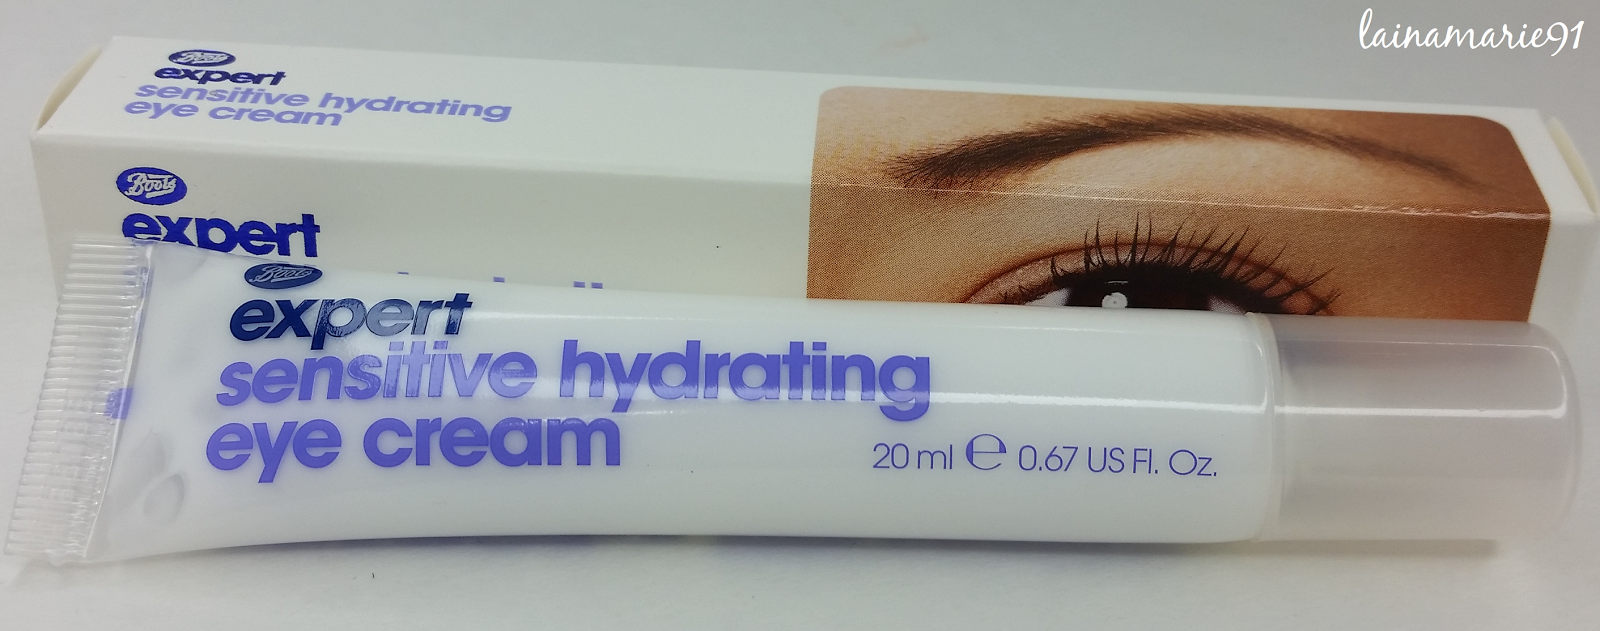 lainamarie91
Boots
expert
sensitive hydrating
eye cream
Boots
expert
Boots
expert
sensitive hydrating
eye cream
20 ml ℮ 0.67 US Fl. Oz.